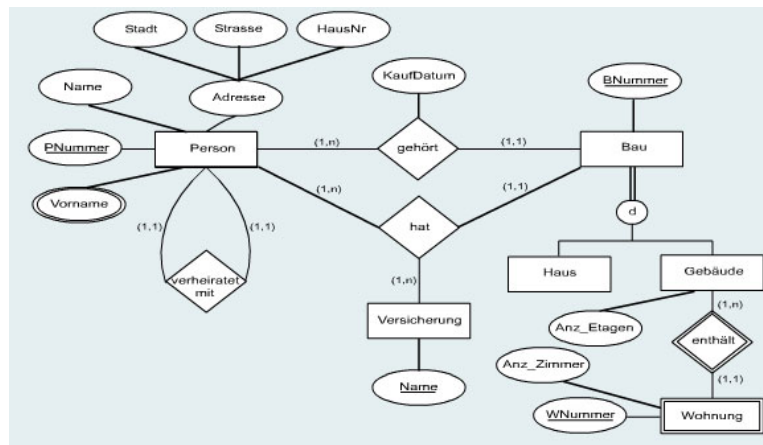 Stadt
Strasse
HausNr
KaufDatum
BNummer
Name
Adresse
PNummer
Person
(1,n)
gehört
(1,1)
Bau
Vorname
(1,n)
(1,1)
(1,1)
(1,1)
hat
d
verheiratet
mit
(1,n)
Haus
Gebäude
(1,n)
Versicherung
Anz_Etagen
enthält
Anz_Zimmer
(1,1)
Name
WNummer
Wohnung